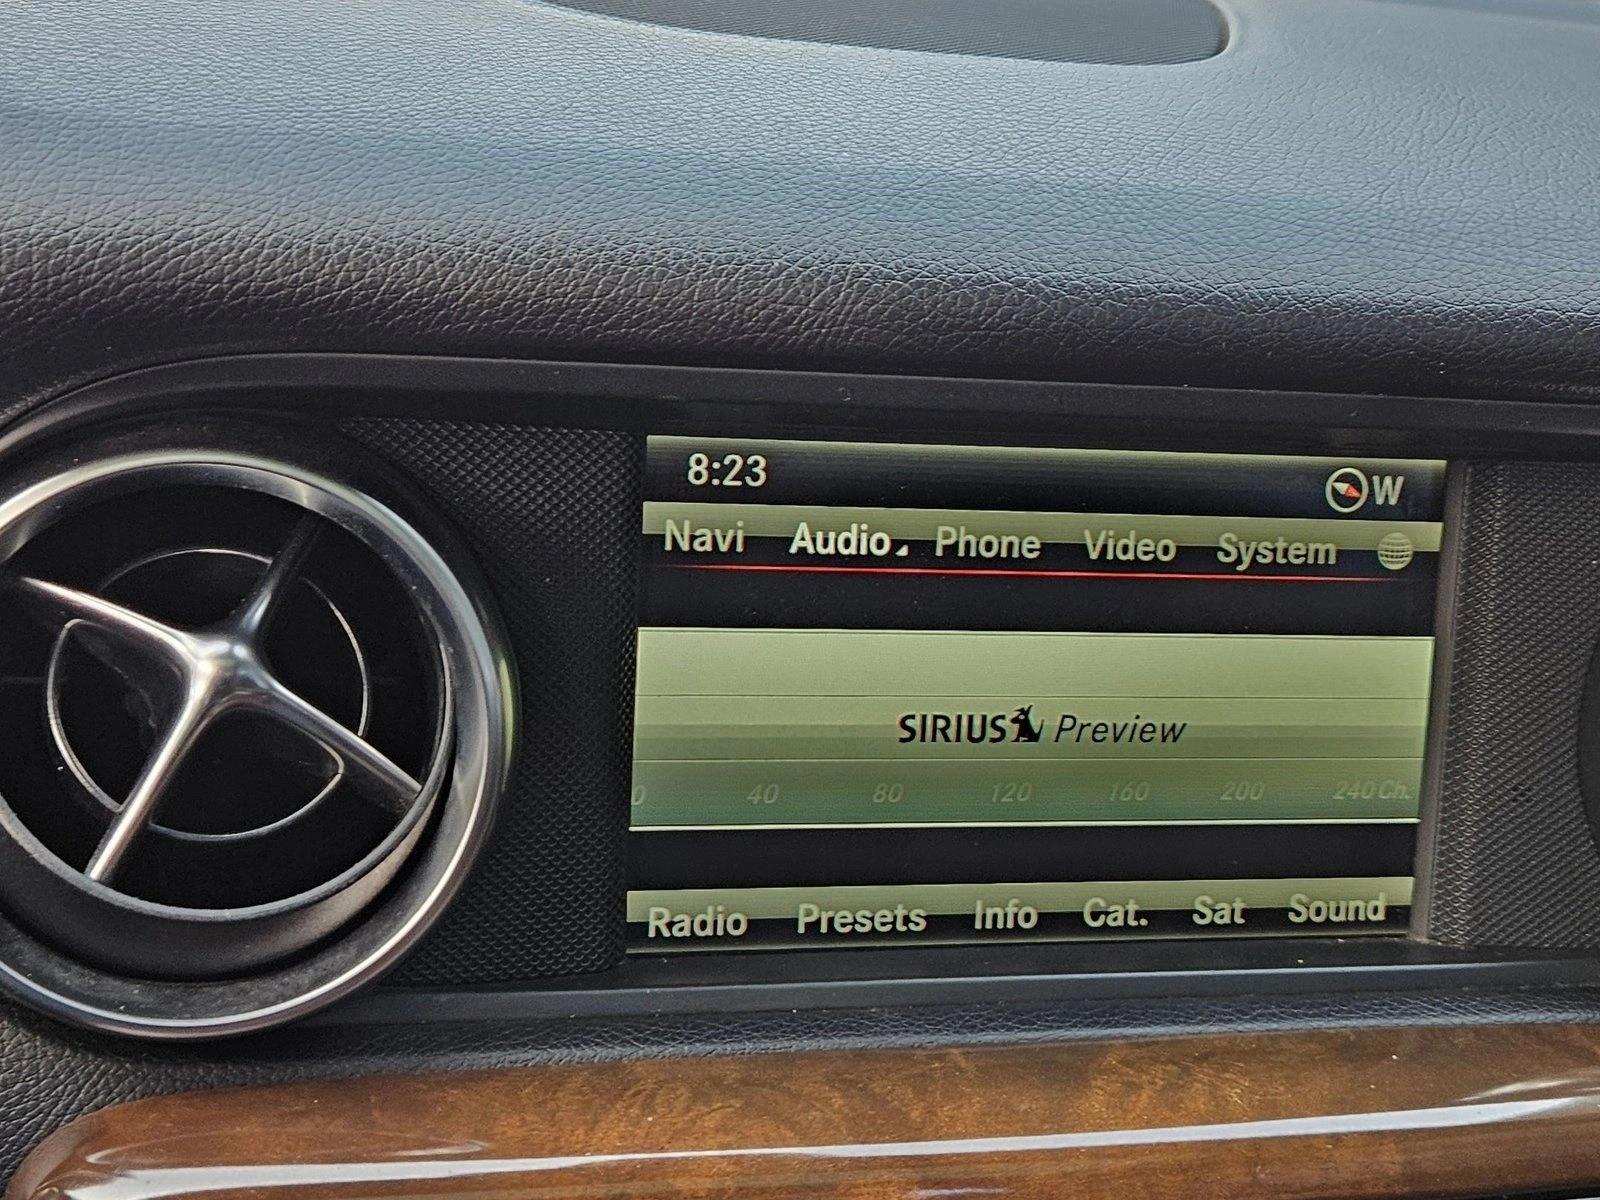 8:23 W
Navi Audio Phone Video System
SIRIUS Preview
0 40 80 120 160 200 240 Ch.
Radio Presets Info Cat. Sat Sound